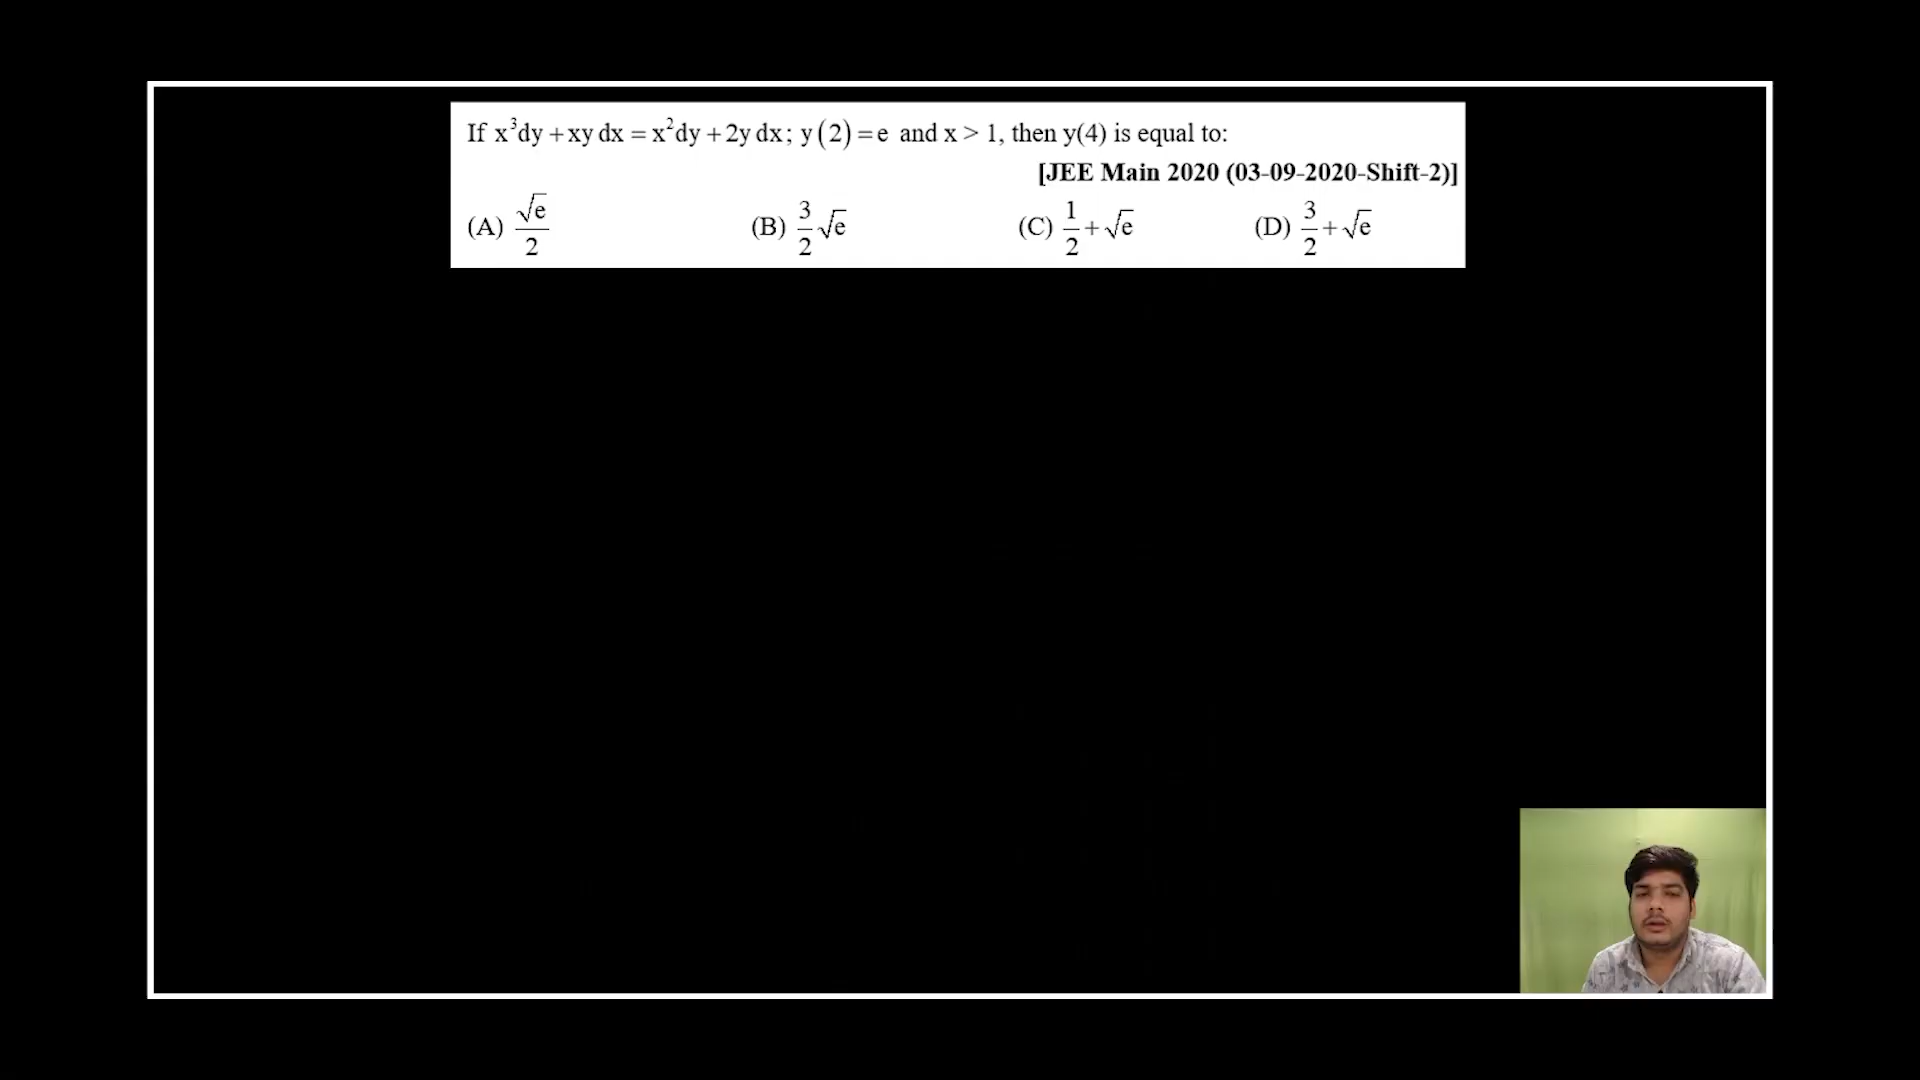 If x³dy + xy dx = x²dy + 2y dx; y(2) = e and x > 1, then y(4) is equal to:
[JEE Main 2020 (03-09-2020-Shift-2)]
(A) √e/2 (B) 3/2 √e (C) 1/2 + √e (D) 3/2 + √e